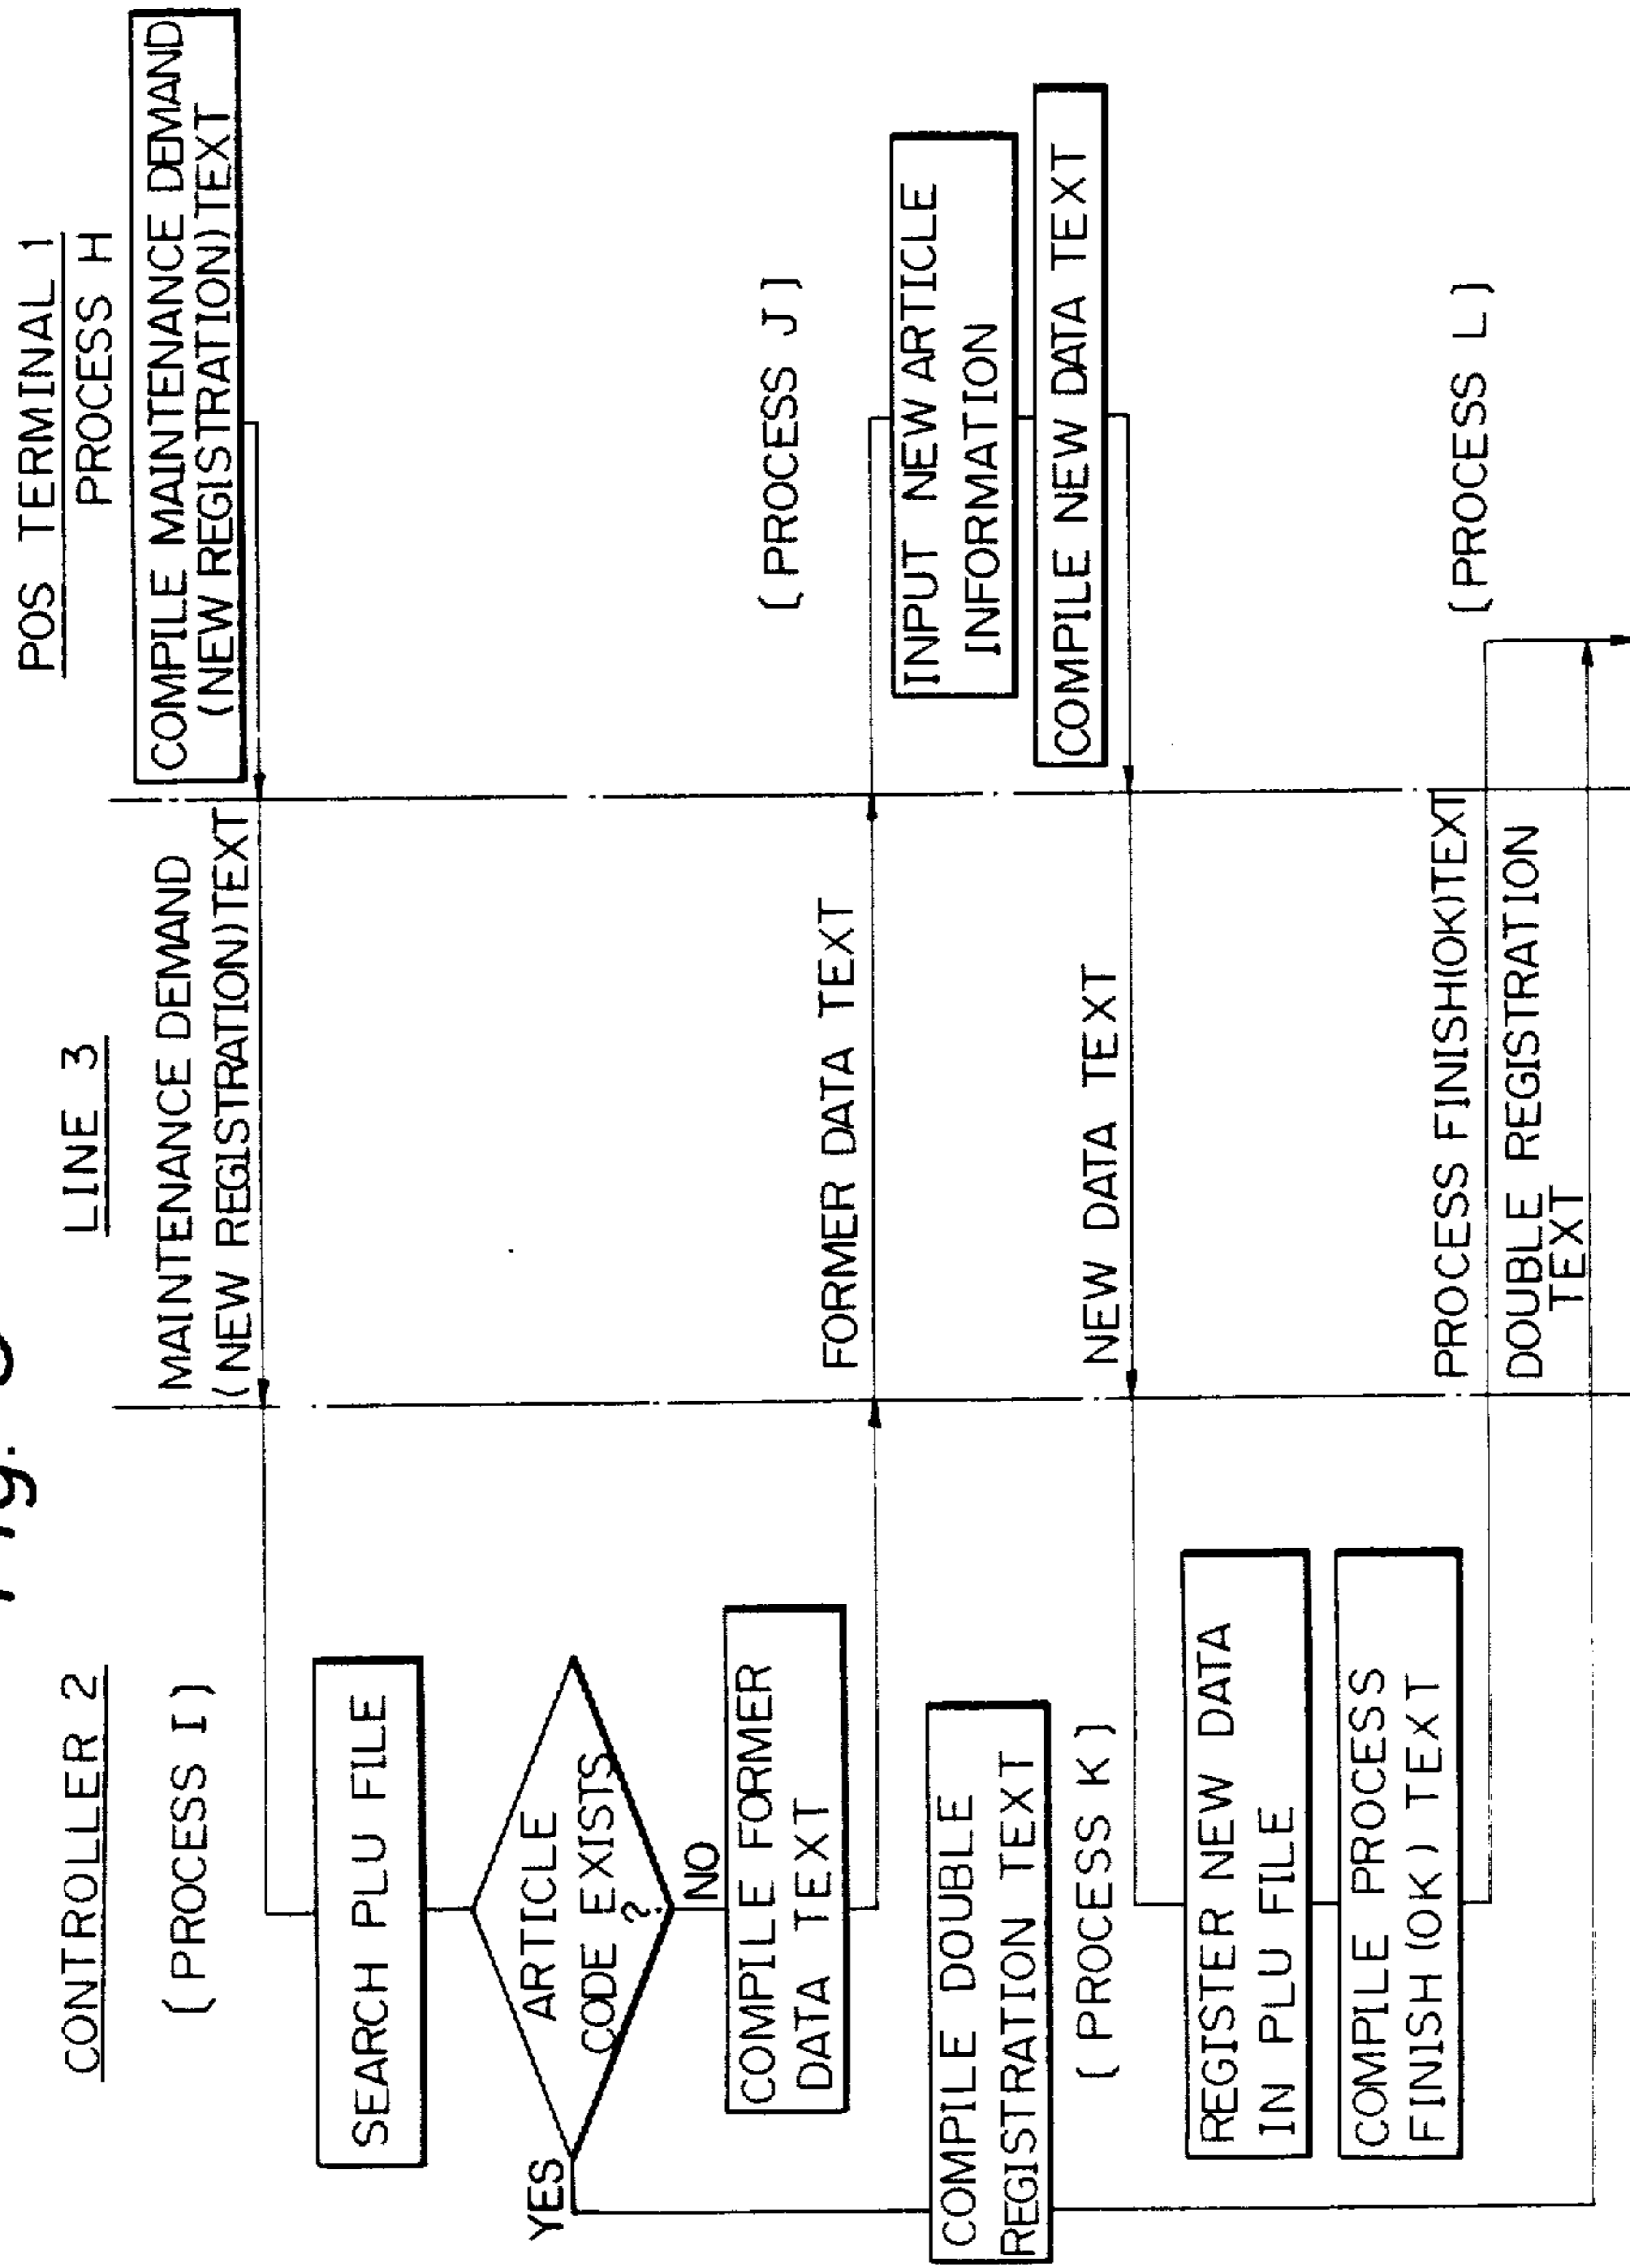 Fig.
CONTROLLER 2
LINE 3
POS TERMINAL 1
PROCESS H
COMPILE MAINTENANCE DEMAND
(NEW REGISTRATION) TEXT
MAINTENANCE DEMAND
(NEW REGISTRATION) TEXT
(PROCESS I)
SEARCH PLU FILE
ARTICLE
CODE EXISTS
?
YES
NO
COMPILE FORMER
DATA TEXT
FORMER DATA TEXT
(PROCESS J)
INPUT NEW ARTICLE
INFORMATION
COMPILE NEW DATA TEXT
COMPILE DOUBLE
REGISTRATION TEXT
NEW DATA TEXT
(PROCESS K)
REGISTER NEW DATA
IN PLU FILE
COMPILE PROCESS
FINISH (OK) TEXT
PROCESS FINISH(OK)TEXT
DOUBLE REGISTRATION
TEXT
(PROCESS L)